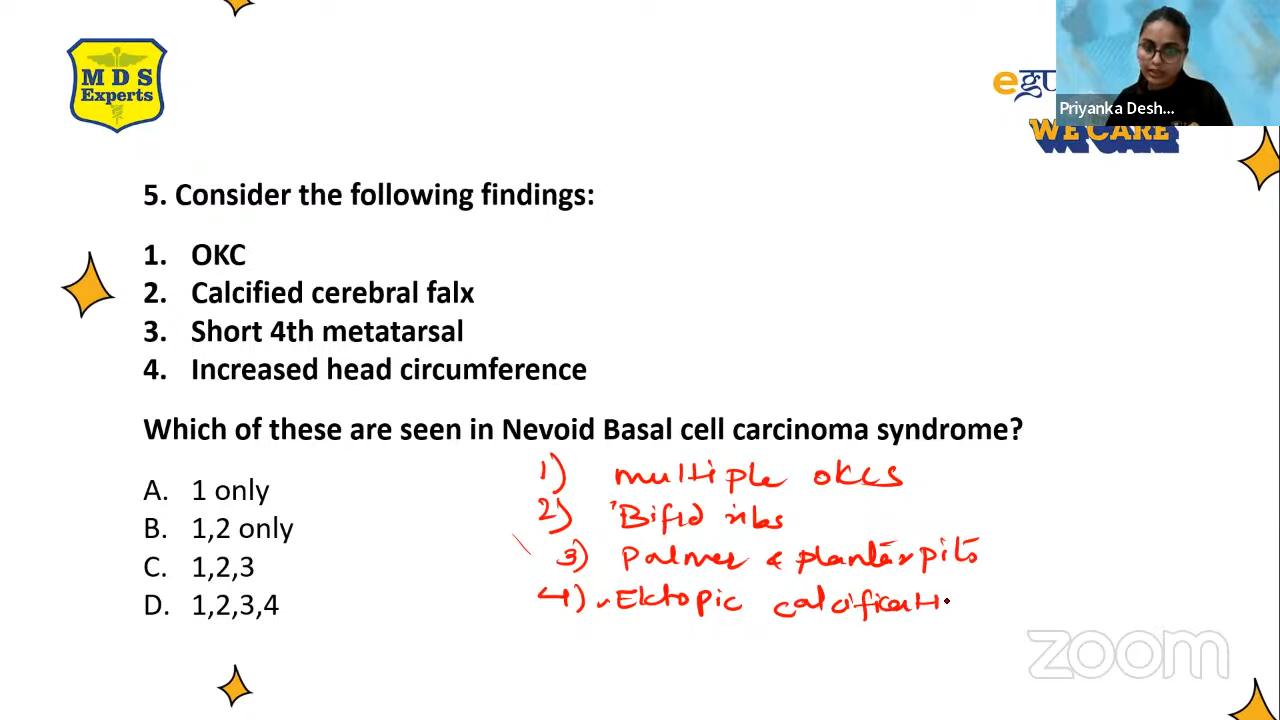 M D S
Experts
eगु
Priyanka Desh...
WE CARE
5. Consider the following findings:
1. OKC
2. Calcified cerebral falx
3. Short 4th metatarsal
4. Increased head circumference
Which of these are seen in Nevoid Basal cell carcinoma syndrome?
A. 1 only
B. 1,2 only
C. 1,2,3
D. 1,2,3,4
1) multiple OKCS
2) Bifid ribs
3) Palmer & plantar pits
4) Ektopic calcificati
zoom